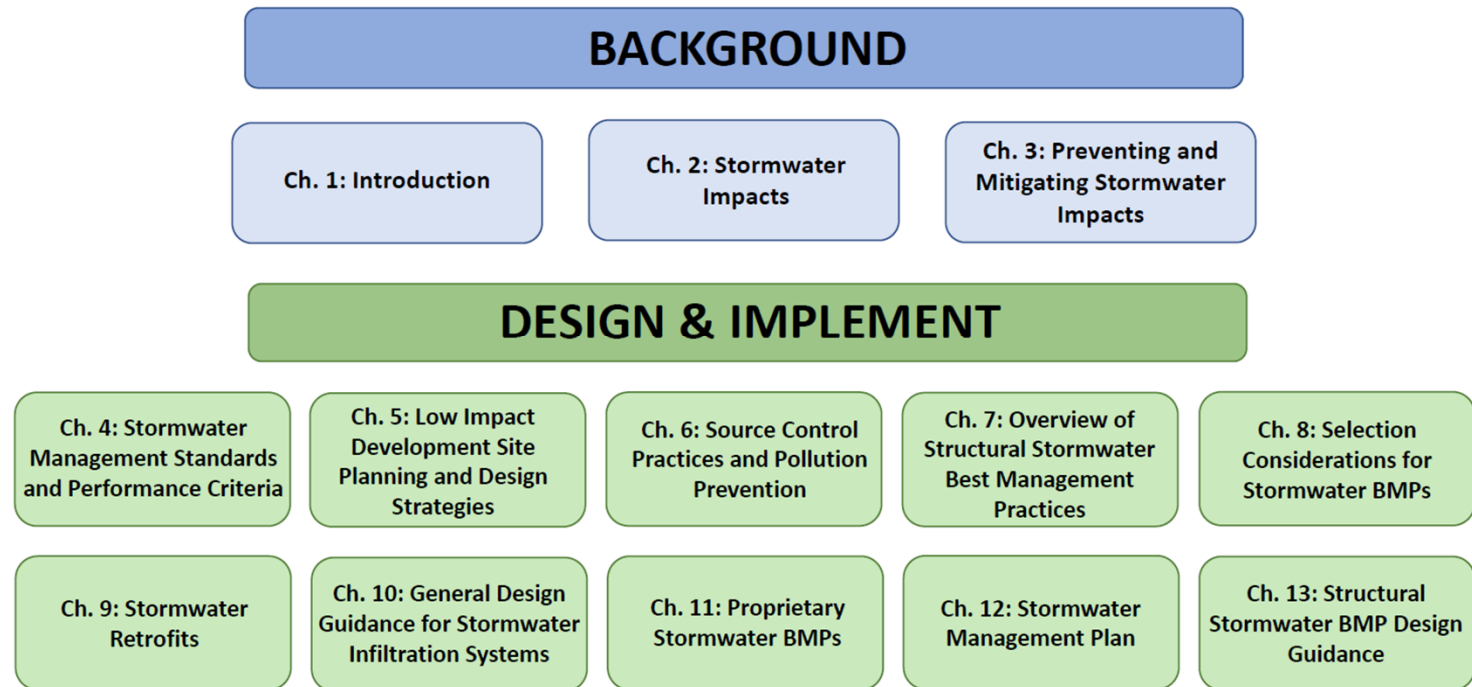 BACKGROUND
Ch. 1: Introduction
Ch. 2: Stormwater
Impacts
Ch. 3: Preventing and
Mitigating Stormwater
Impacts
DESIGN & IMPLEMENT
Ch. 4: Stormwater
Management Standards
and Performance Criteria
Ch. 5: Low Impact
Development Site
Planning and Design
Strategies
Ch. 6: Source Control
Practices and Pollution
Prevention
Ch. 7: Overview of
Structural Stormwater
Best Management
Practices
Ch. 8: Selection
Considerations for
Stormwater BMPs
Ch. 9: Stormwater
Retrofits
Ch. 10: General Design
Guidance for Stormwater
Infiltration Systems
Ch. 11: Proprietary
Stormwater BMPs
Ch. 12: Stormwater
Management Plan
Ch. 13: Structural
Stormwater BMP Design
Guidance